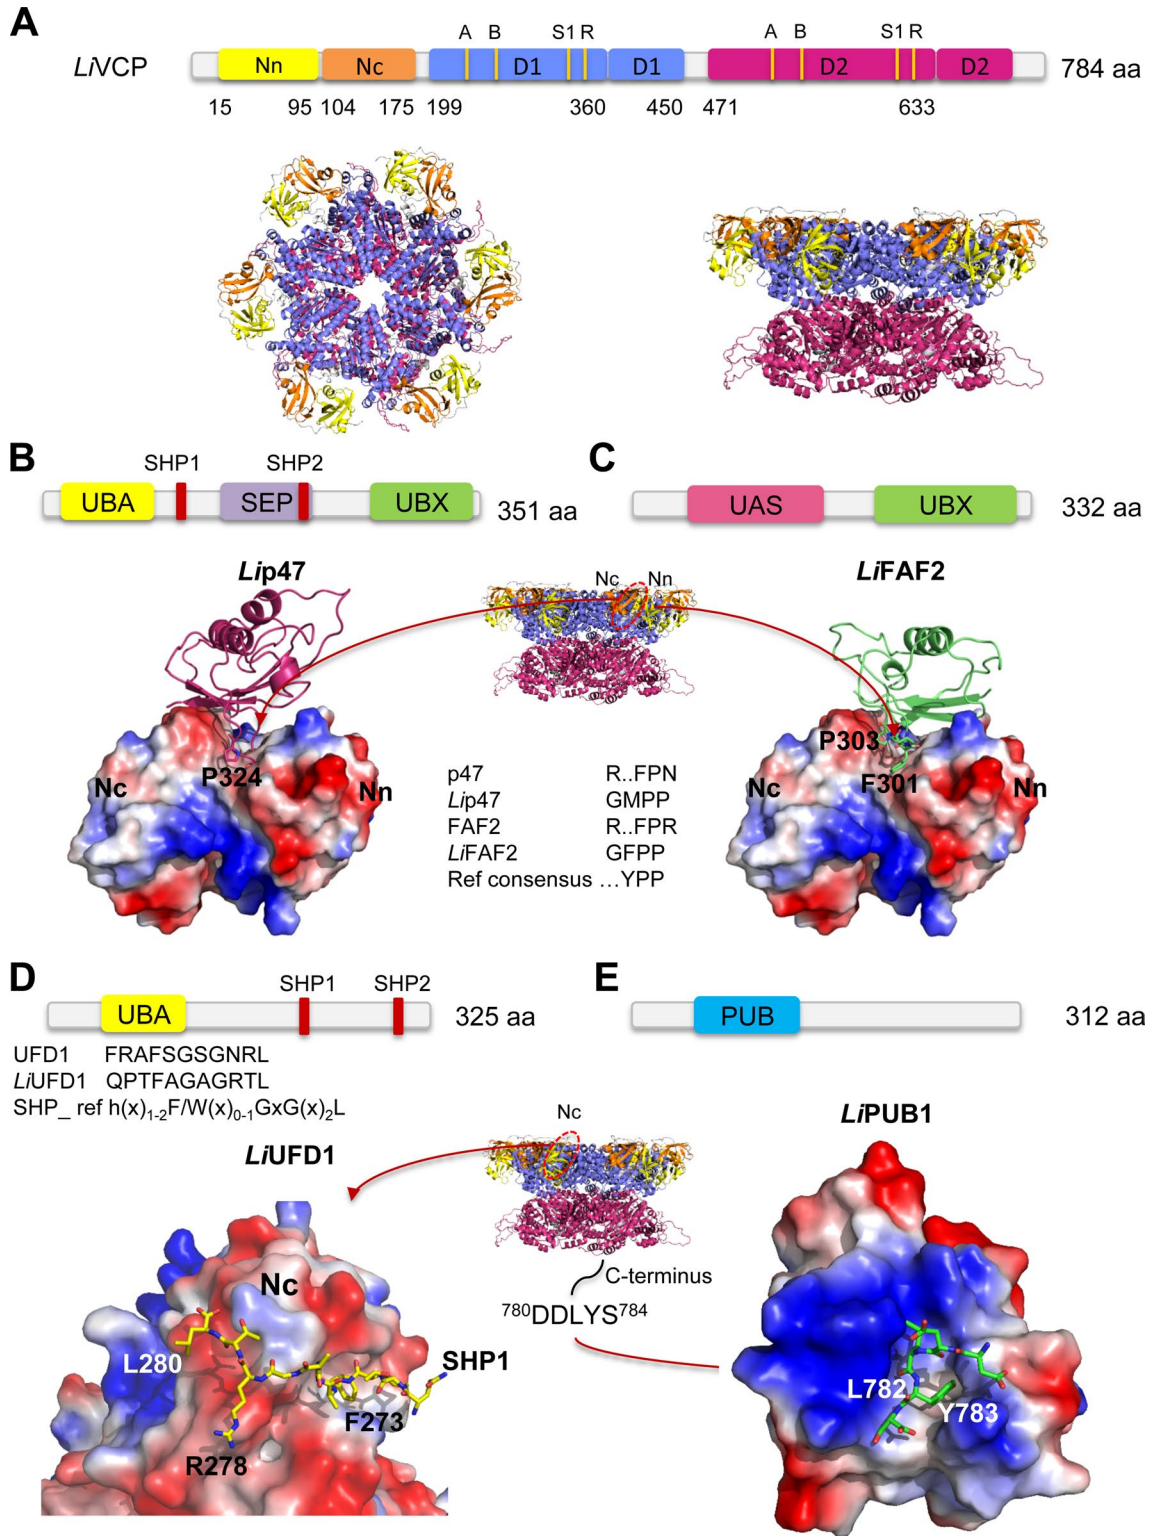 A
A B S1 R A B S1 R
LiVCP Nn Nc D1 D1 D2 D2 784 aa
15 95 104 175 199 360 450 471 633
B
SHP1 SHP2
UBA SEP UBX 351 aa
C
UAS UBX 332 aa
Lip47
Nc Nn
LiFAF2
P324
Nc Nn
P303
F301
Nc Nn
p47 R..FPN
Lip47 GMPP
FAF2 R..FPR
LiFAF2 GFPP
Ref consensus …YPP
D
SHP1 SHP2
UBA 325 aa
UFD1 FRAFSGSGNRL
LiUFD1 QPTFAGAGRTL
SHP_ ref h(x)1-2F/W(x)0-1GxG(x)2L
E
PUB 312 aa
LiUFD1
Nc
LiPUB1
Nc
L280
SHP1
F273
R278
C-terminus
780DDLYS784
L782
Y783